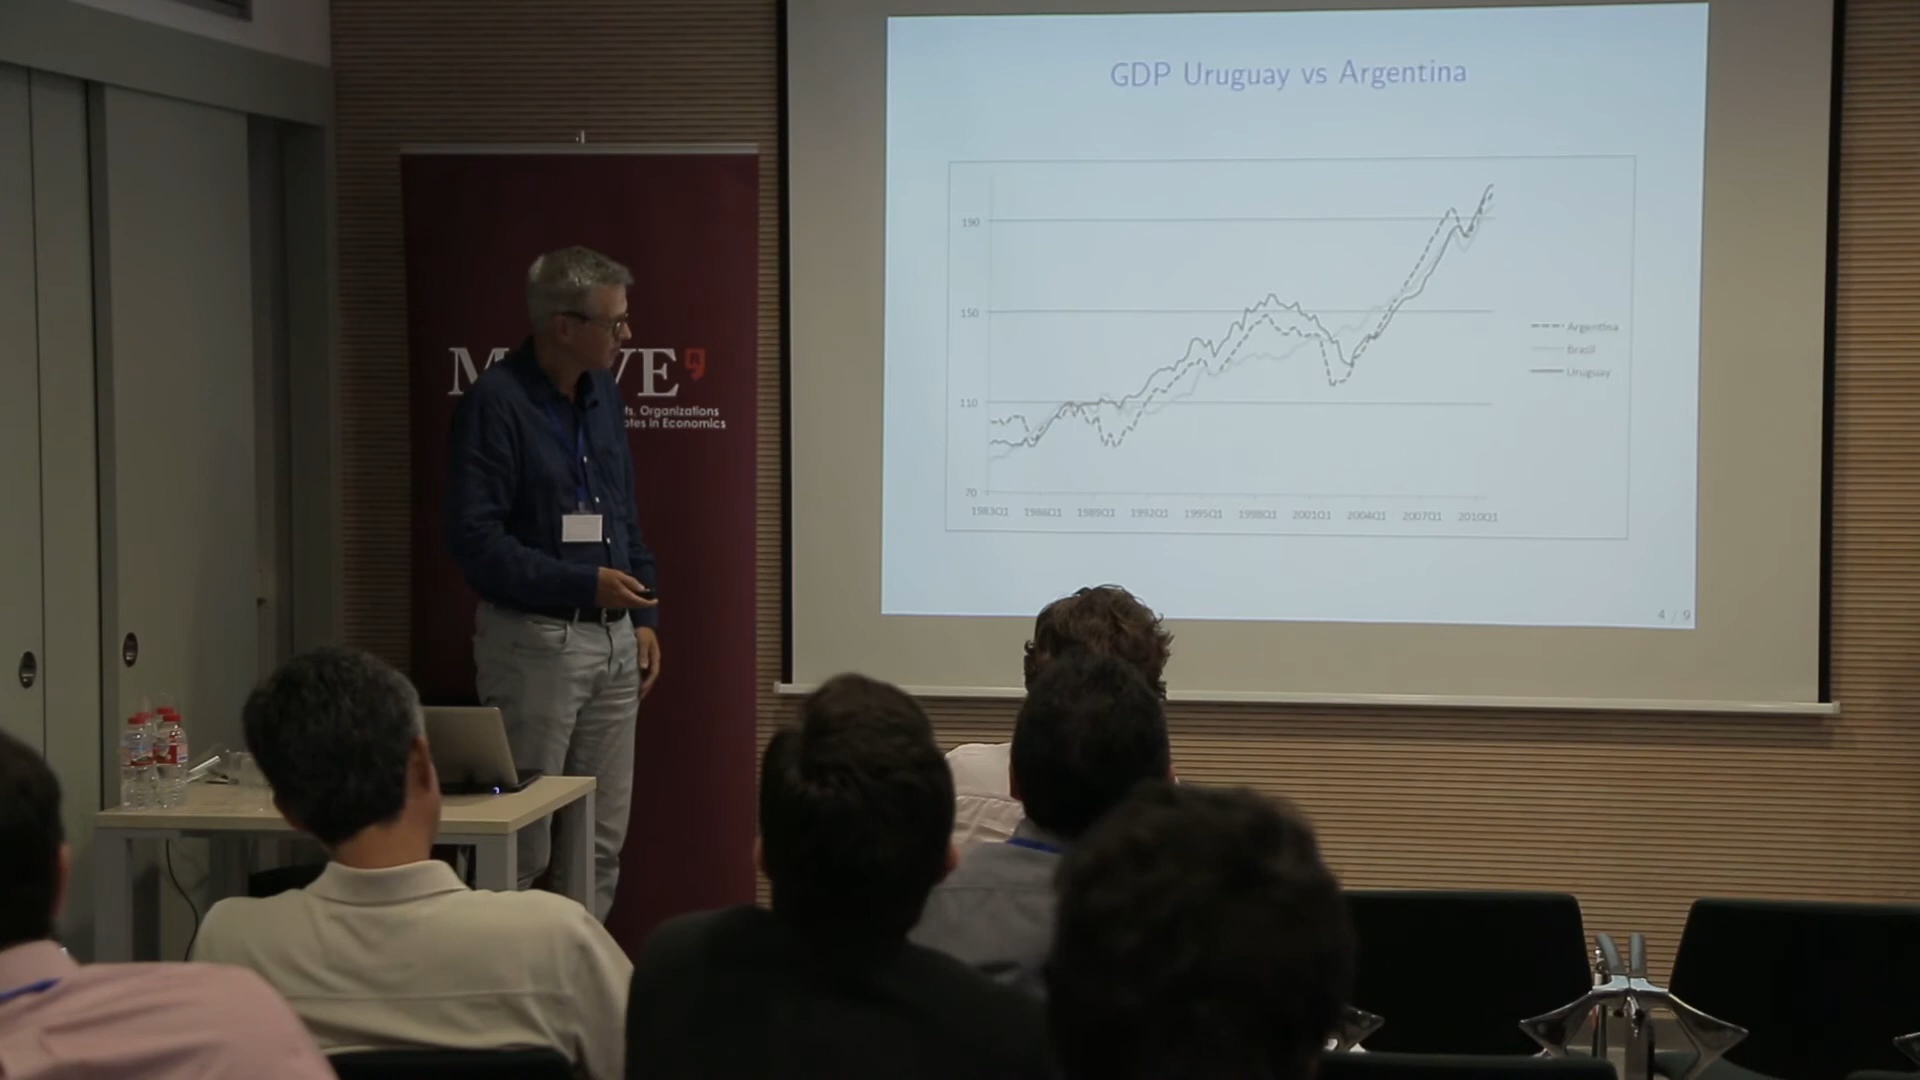 GDP Uruguay vs Argentina
190
150
110
70
1983Q1 1986Q1 1989Q1 1992Q1 1995Q1 1998Q1 2001Q1 2004Q1 2007Q1 2010Q1
Argentina
Brasil
Uruguay
4 / 9
M VE
ts, Organizations
in Economics